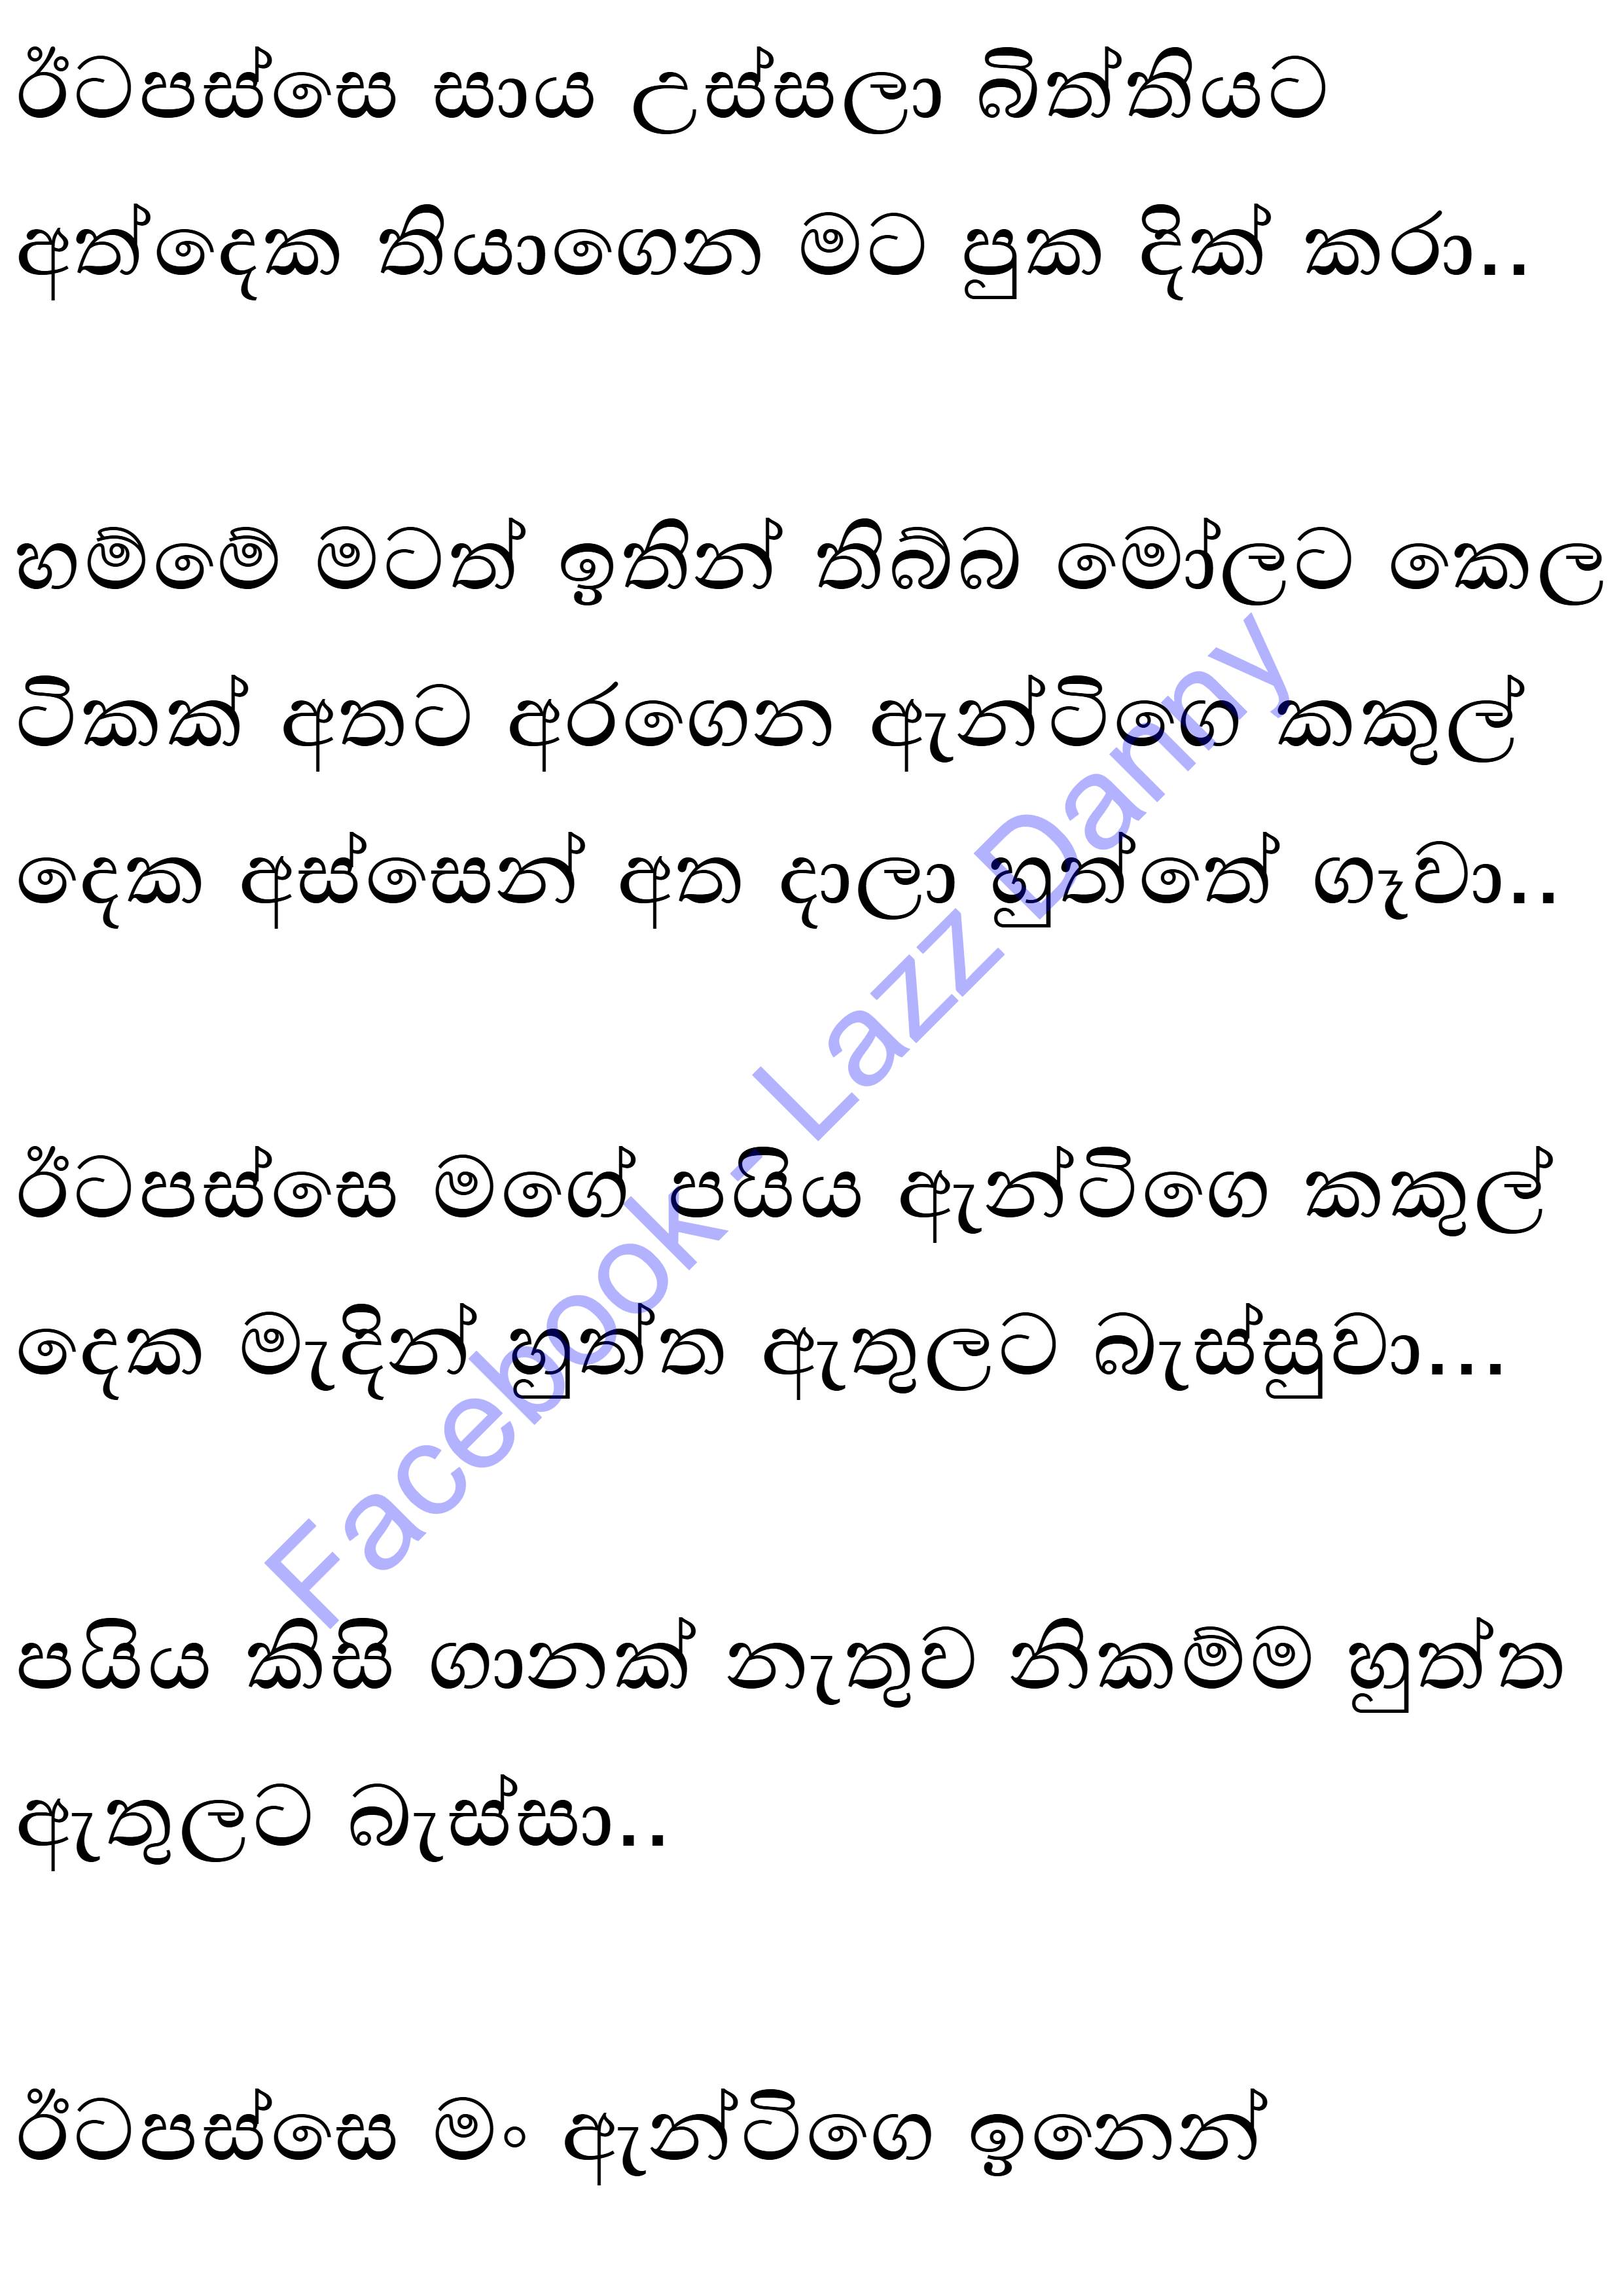 ඊටපස්සෙ සාය උස්සලා බිත්තියට
අත්දෙක තියාගෙන මට පුක දික් කරා..
හම්මේ මටත් ඉතින් තිබ්බ මෝලට කෙල
ටිකක් අතට අරගෙන ඇන්ටිගෙ කකුල්
දෙක අස්සෙන් අත දාලා හුත්තේ ගෑවා..
ඊටපස්සෙ මගේ පයිය ඇන්ටිගෙ කකුල්
දෙක මැදින් හුත්ත ඇතුලට බැස්සුවා...
පයිය කිසි ගානක් නැතුව නිකම්ම හුත්ත
ඇතුලට බැස්සා..
ඊටපස්සෙ මං ඇන්ටිගෙ ඉනෙන්
Facebook - Lazz Danny